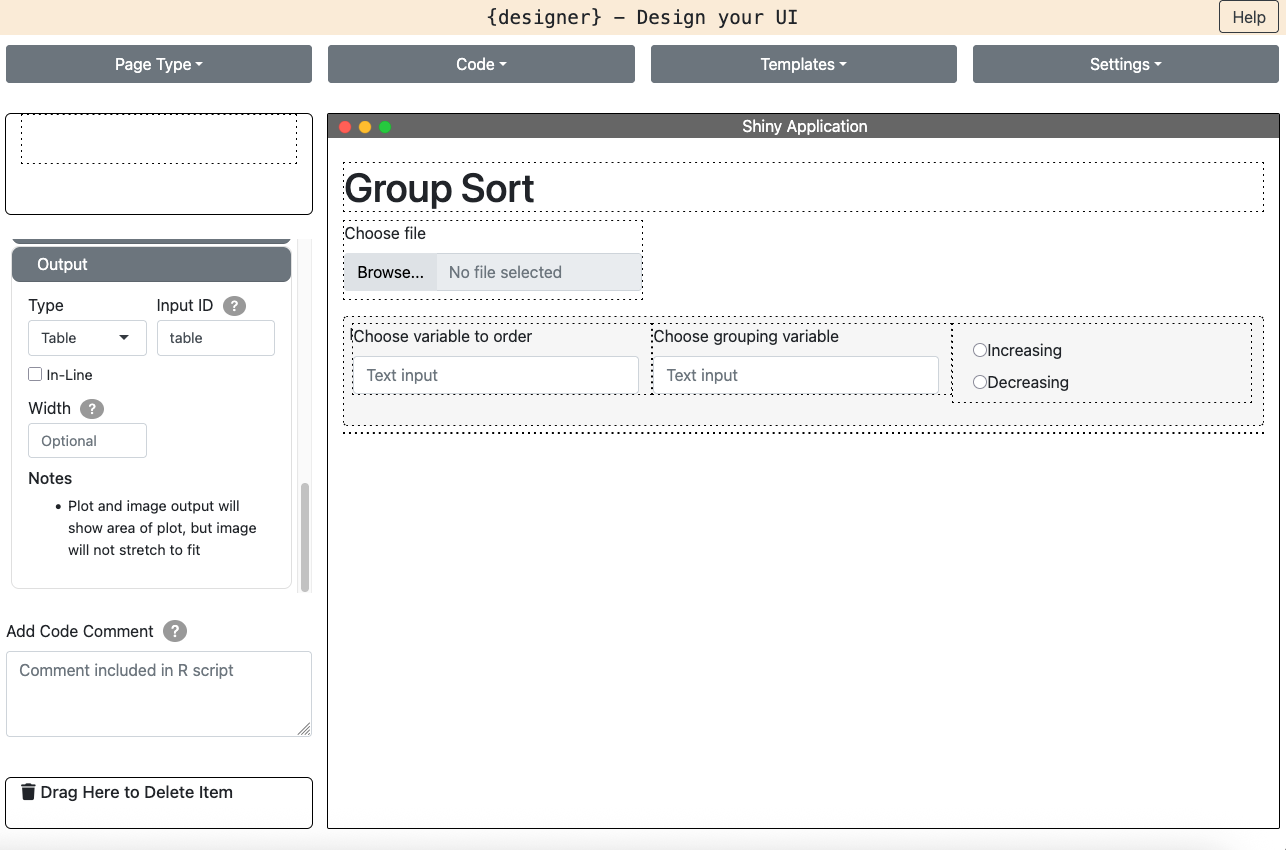 {designer} – Design your UI
Help
Page Type
Code
Templates
Settings
Shiny Application
Group Sort
Choose file
Browse... No file selected
Choose variable to order
Text input
Choose grouping variable
Text input
Increasing
Decreasing
Output
Type
Input ID ?
Table
table
In-Line
Width ?
Optional
Notes
• Plot and image output will
show area of plot, but image
will not stretch to fit
Add Code Comment ?
Comment included in R script
Drag Here to Delete Item